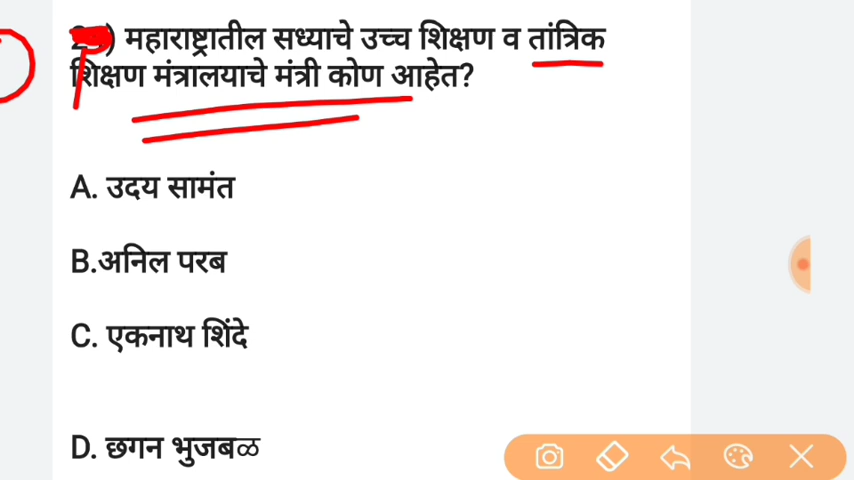 ) महाराष्ट्रातील सध्याचे उच्च शिक्षण व तांत्रिक
शिक्षण मंत्रालयाचे मंत्री कोण आहेत?
A. उदय सामंत
B.अनिल परब
C. एकनाथ शिंदे
D. छगन भुजबळ